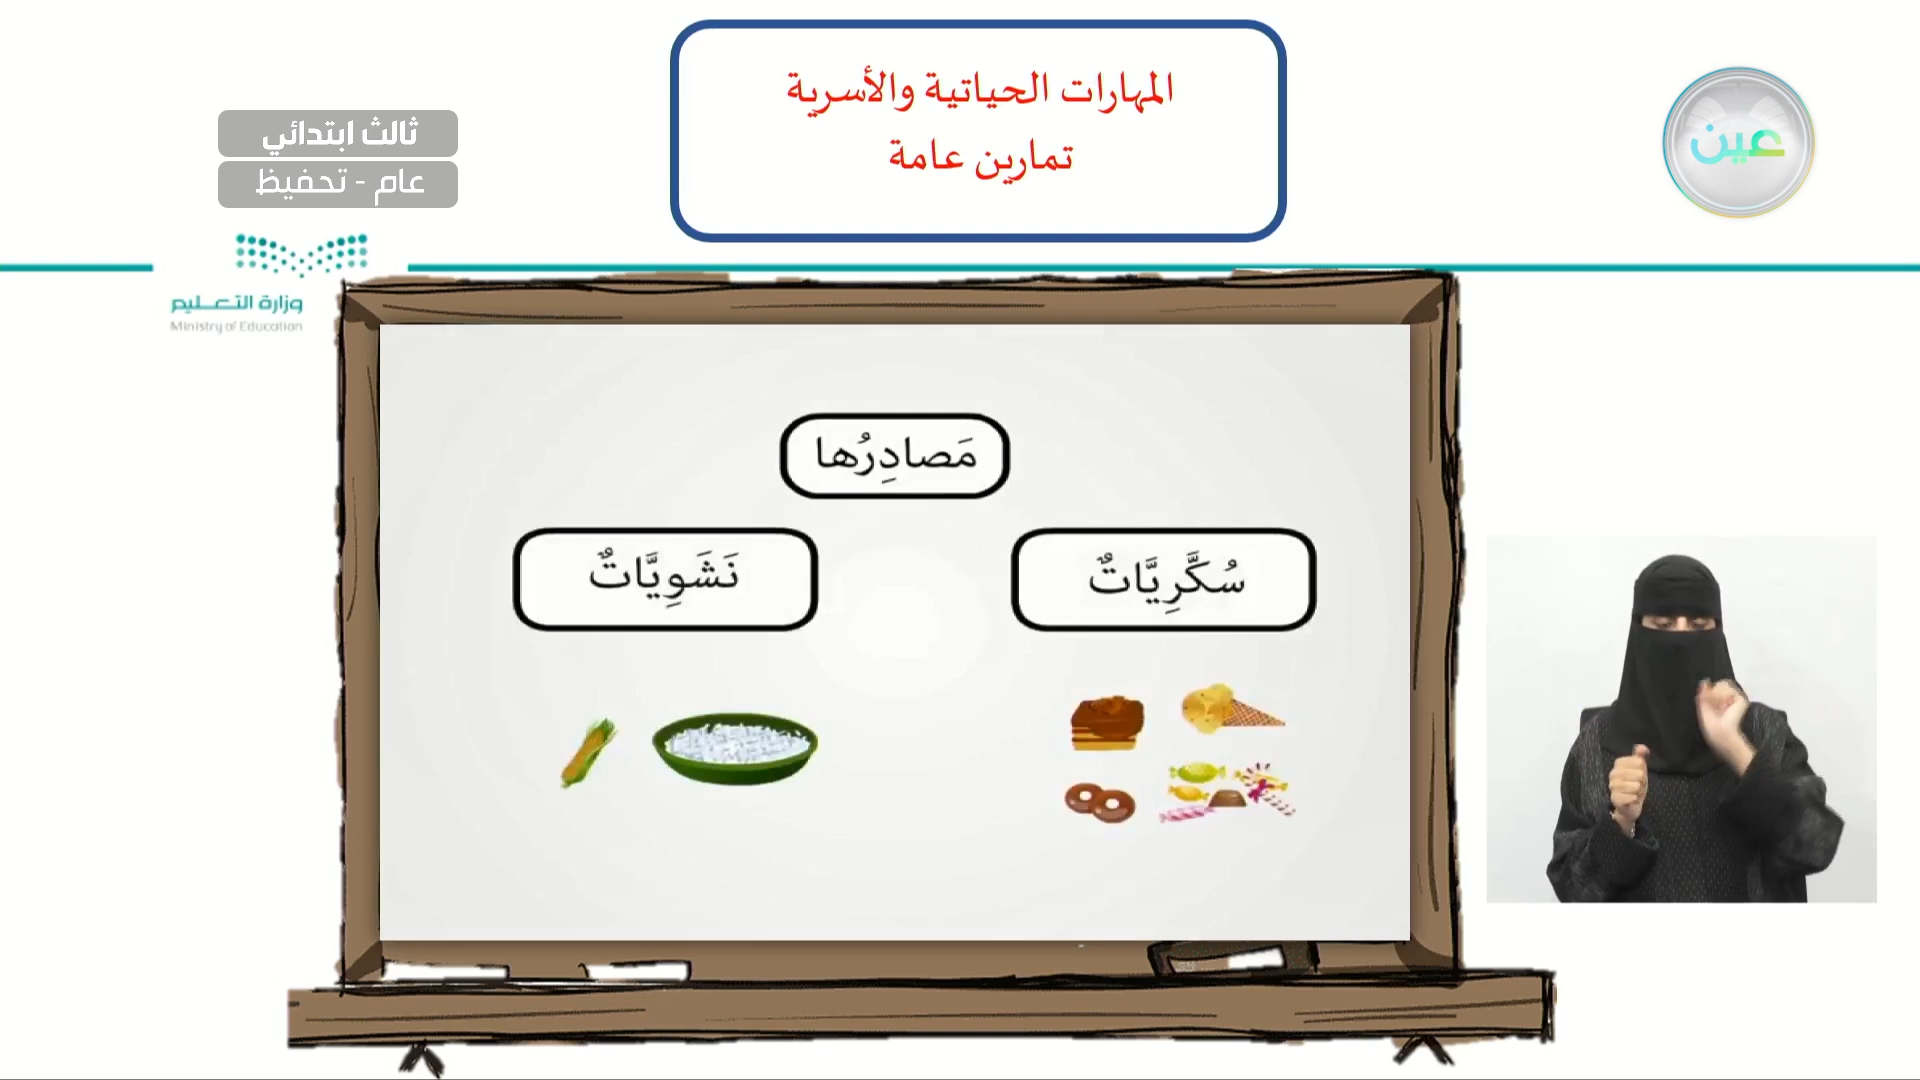 المهارات الحياتية والأسرية
تمارين عامة
عين
ثالث ابتدائي
عام - تحفيظ
وزارة التعليم
Ministry of Education
مَصادِرُها
سُكَّرِيَّاتٌ
نَشَوِيَّاتٌ